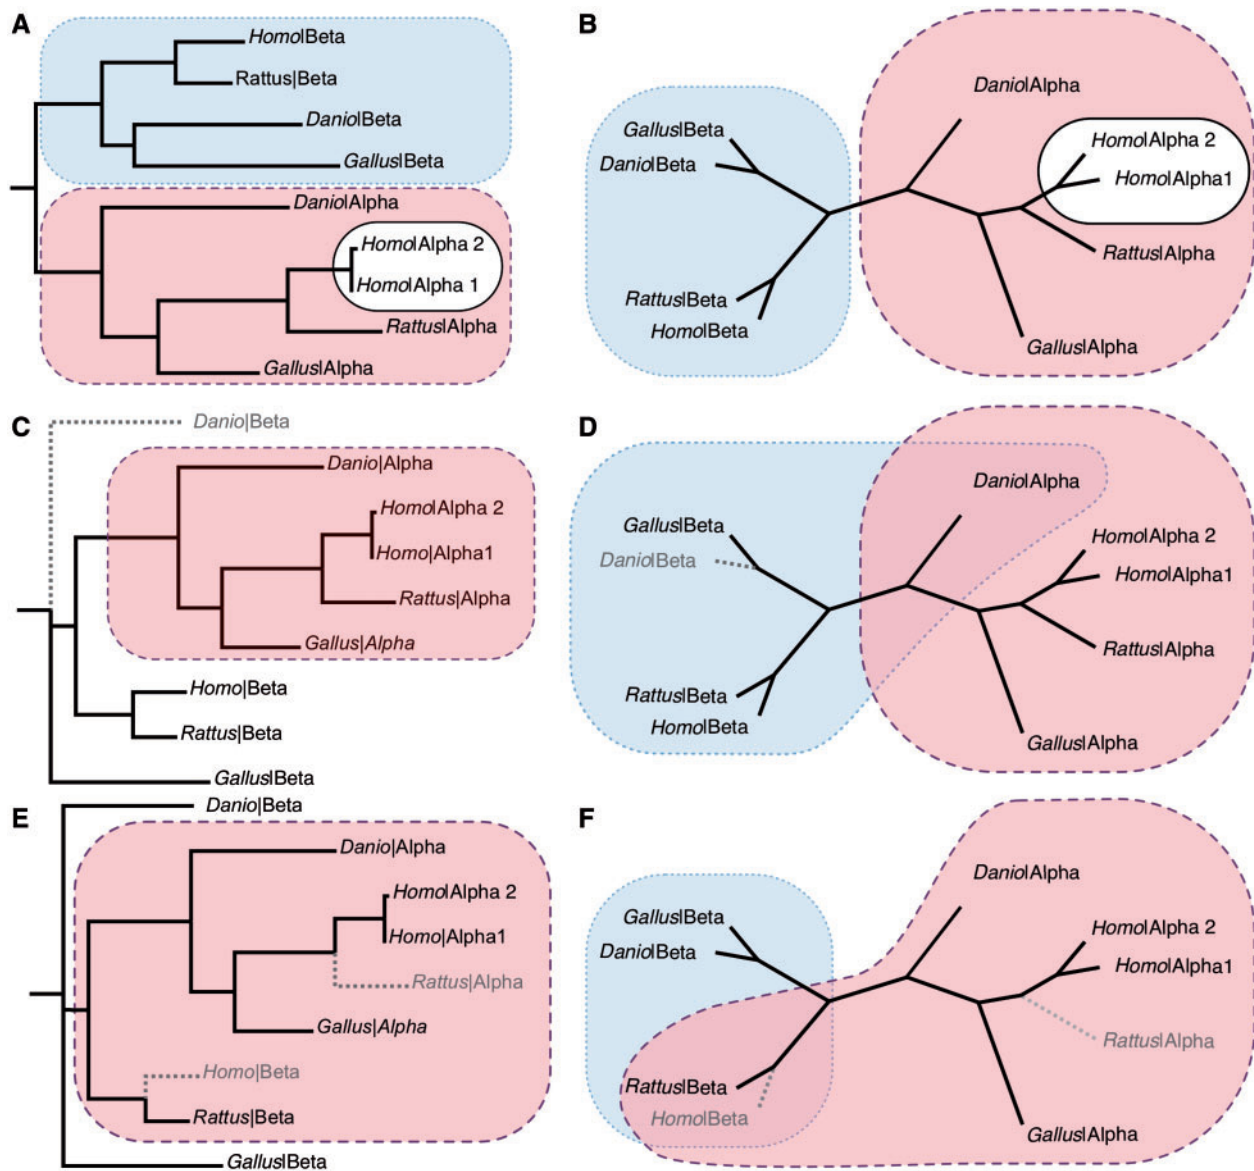 A
Homo|Beta
Rattus|Beta
Danio|Beta
Gallus|Beta
Danio|Alpha
Homo|Alpha 2
Homo|Alpha 1
Rattus|Alpha
Gallus|Alpha
B
Danio|Alpha
Gallus|Beta
Homo|Alpha 2
Danio|Beta
Homo|Alpha1
Rattus|Alpha
Rattus|Beta
Homo|Beta
Gallus|Alpha
C
Danio|Beta
Danio|Alpha
Homo|Alpha 2
Homo|Alpha1
Rattus|Alpha
Gallus|Alpha
Homo|Beta
Rattus|Beta
Gallus|Beta
D
Danio|Alpha
Gallus|Beta
Homo|Alpha 2
Danio|Beta
Homo|Alpha1
Rattus|Alpha
Rattus|Beta
Homo|Beta
Gallus|Alpha
E
Danio|Beta
Danio|Alpha
Homo|Alpha 2
Homo|Alpha1
Rattus|Alpha
Gallus|Alpha
Homo|Beta
Rattus|Beta
Gallus|Beta
F
Danio|Alpha
Gallus|Beta
Homo|Alpha 2
Danio|Beta
Homo|Alpha1
Rattus|Alpha
Rattus|Beta
Homo|Beta
Gallus|Alpha